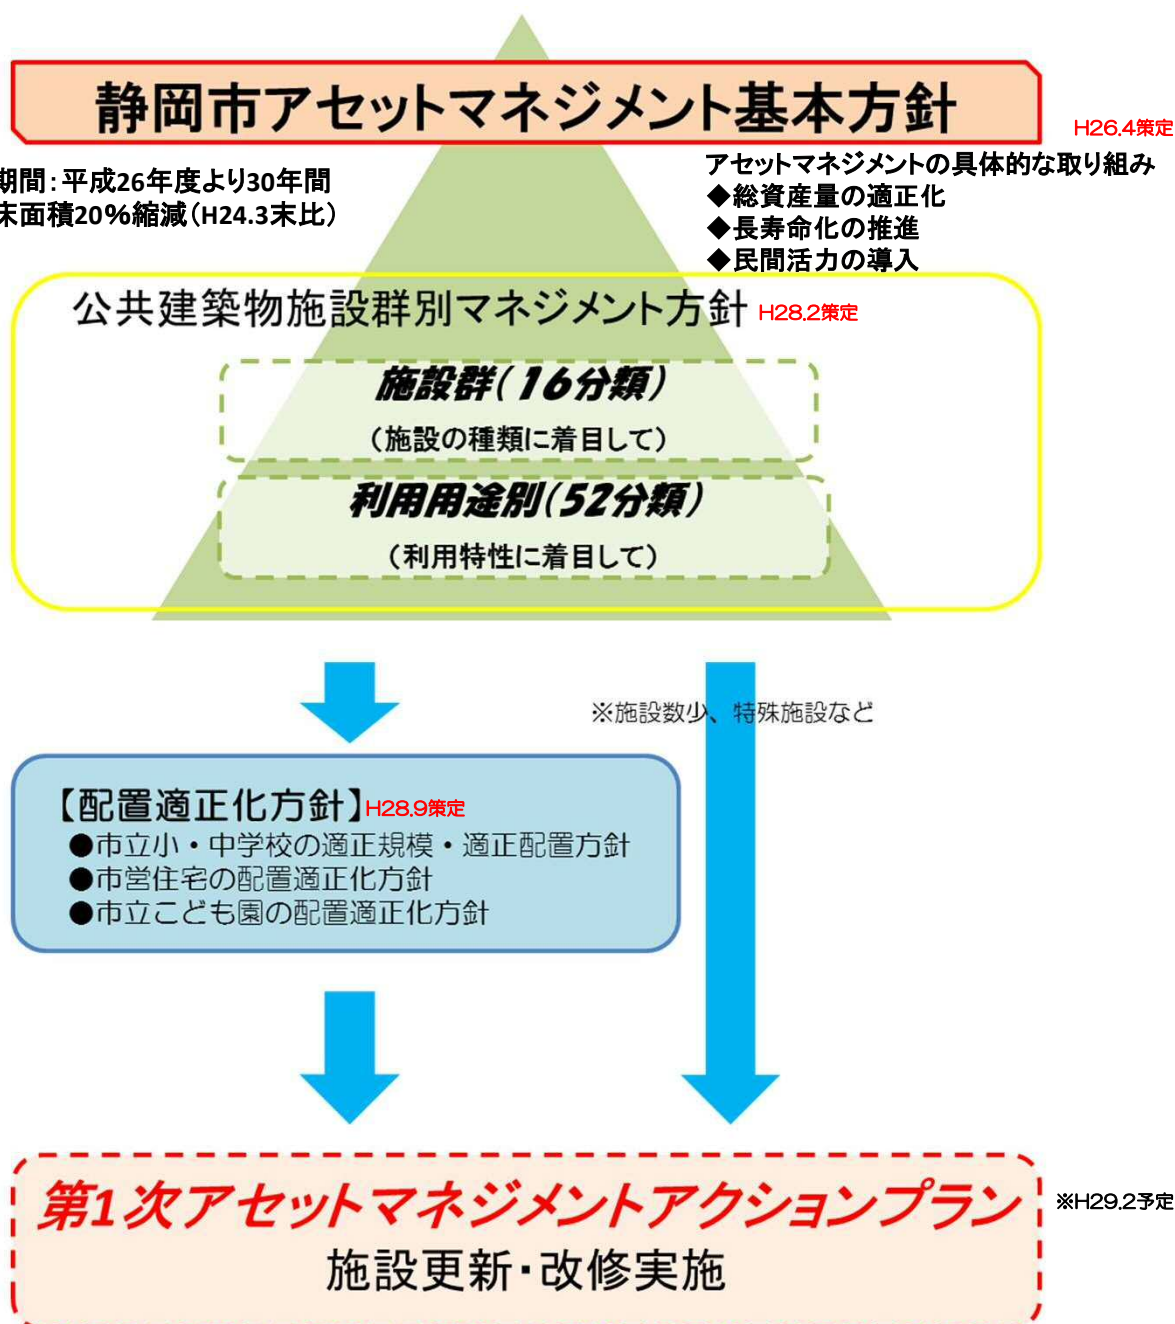 静岡市アセットマネジメント基本方針
H26.4策定
期間：平成26年度より30年間
床面積20%縮減（H24.3末比）
アセットマネジメントの具体的な取り組み
◆総資産量の適正化
◆長寿命化の推進
◆民間活力の導入
公共建築物施設群別マネジメント方針 H28.2策定
施設群（16分類）
（施設の種類に着目して）
利用用途別（52分類）
（利用特性に着目して）
※施設数少、特殊施設など
【配置適正化方針】H28.9策定
●市立小・中学校の適正規模・適正配置方針
●市営住宅の配置適正化方針
●市立こども園の配置適正化方針
第1次アセットマネジメントアクションプラン
※H29.2予定
施設更新・改修実施